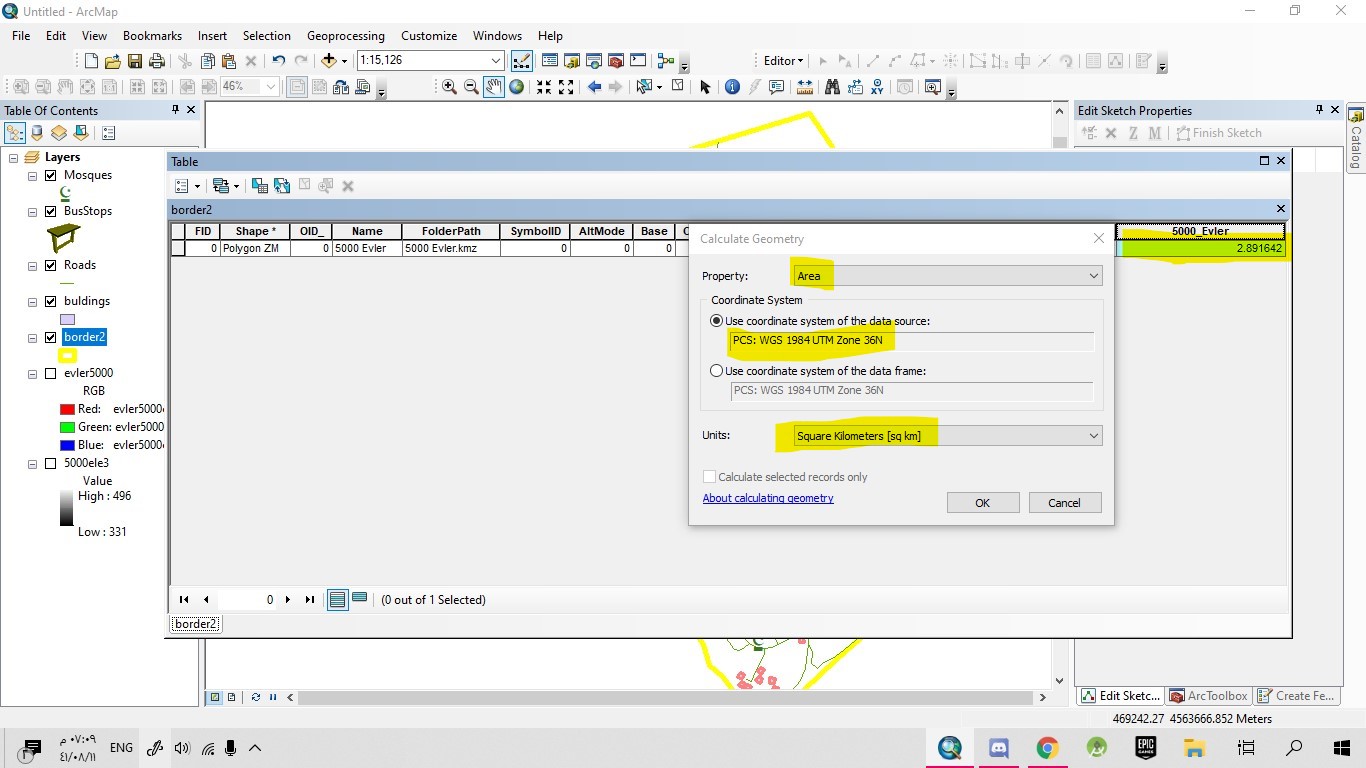 Untitled - ArcMap
File Edit View Bookmarks Insert Selection Geoprocessing Customize Windows Help
1:15,126
Editor
46%
Table Of Contents
Edit Sketch Properties
Finish Sketch
Catalog
Layers
Mosques
BusStops
Roads
buldings
border2
evler5000
RGB
Red: evler5000
Green: evler5000
Blue: evler5000
5000ele3
Value
High : 496
Low : 331
Table
border2
FID Shape * OID_ Name FolderPath SymbolID AltMode Base 5000_Evler
0 Polygon ZM 0 5000 Evler 5000 Evler.kmz 0 0 0 2.891642
Calculate Geometry
Property: Area
Coordinate System
Use coordinate system of the data source:
PCS: WGS 1984 UTM Zone 36N
Use coordinate system of the data frame:
PCS: WGS 1984 UTM Zone 36N
Units: Square Kilometers [sq km]
Calculate selected records only
About calculating geometry
OK Cancel
0 (0 out of 1 Selected)
border2
Edit Sketc... ArcToolbox Create Fe...
469242.27 4563666.852 Meters
٠٧:٠٩ م
٤١/٠٨/١١
ENG
EPIC GAMES